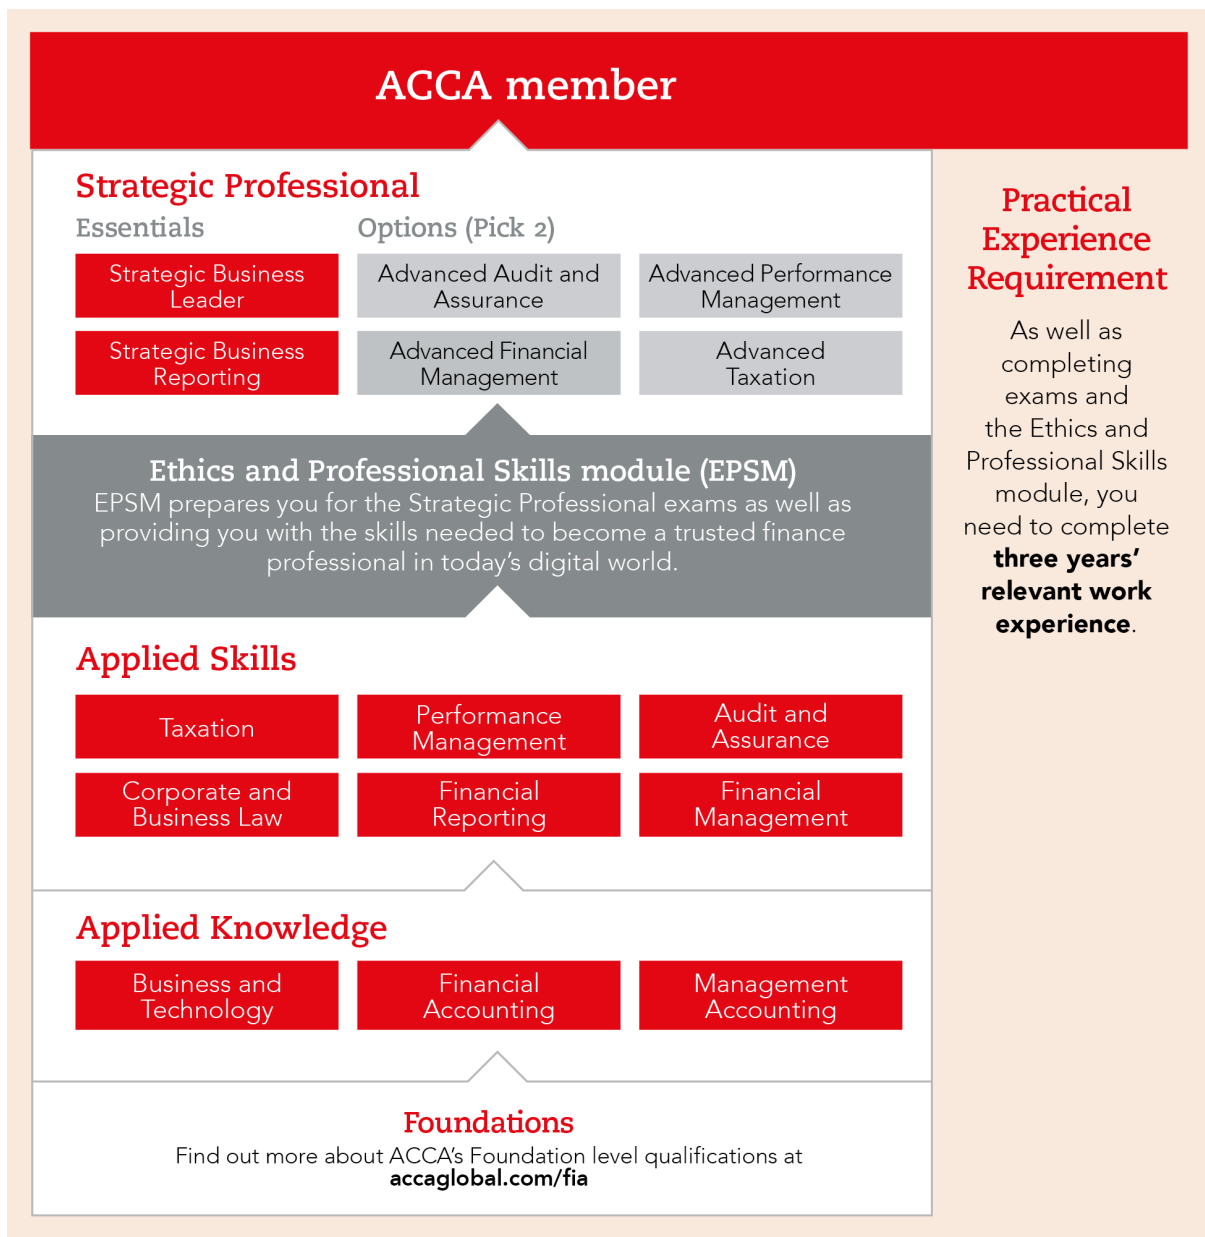 ACCA member
Strategic Professional
Essentials
Options (Pick 2)
Strategic Business
Leader
Advanced Audit and
Assurance
Advanced Performance
Management
Strategic Business
Reporting
Advanced Financial
Management
Advanced
Taxation
Ethics and Professional Skills module (EPSM)
EPSM prepares you for the Strategic Professional exams as well as
providing you with the skills needed to become a trusted finance
professional in today's digital world.
Applied Skills
Taxation
Performance
Management
Audit and
Assurance
Corporate and
Business Law
Financial
Reporting
Financial
Management
Applied Knowledge
Business and
Technology
Financial
Accounting
Management
Accounting
Foundations
Find out more about ACCA's Foundation level qualifications at
accaglobal.com/fia
Practical
Experience
Requirement
As well as
completing
exams and
the Ethics and
Professional Skills
module, you
need to complete
three years'
relevant work
experience.